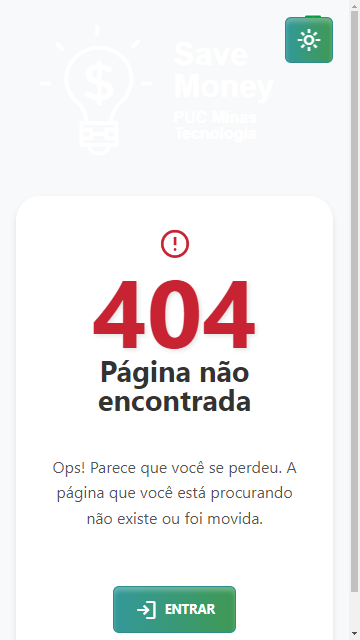 Save
Money
PUC Minas
Tecnologia
404
Página não
encontrada
Ops! Parece que você se perdeu. A
página que você está procurando
não existe ou foi movida.
ENTRAR